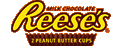 MILK CHOCOLATE
Reese's
2 PEANUT BUTTER CUPS